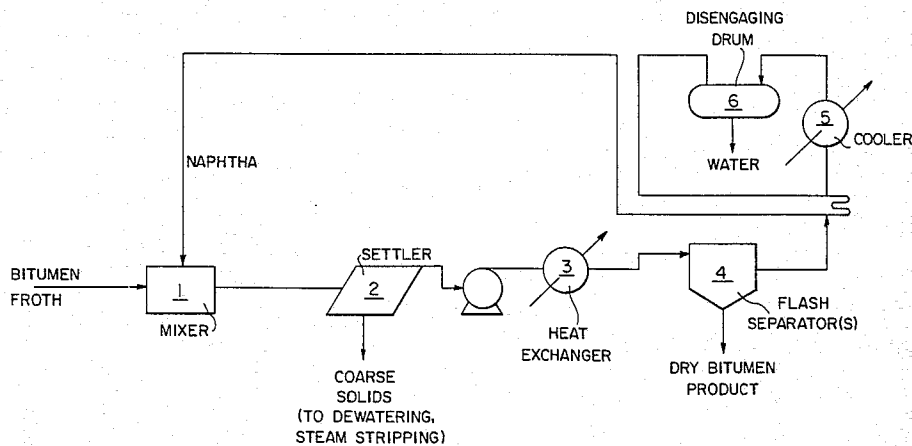 DISENGAGING
DRUM
6
5
COOLER
WATER
NAPHTHA
BITUMEN
FROTH
1
MIXER
SETTLER
2
COARSE
SOLIDS
(TO DEWATERING,
STEAM STRIPPING)
3
HEAT
EXCHANGER
4
FLASH
SEPARATOR(S)
DRY BITUMEN
PRODUCT